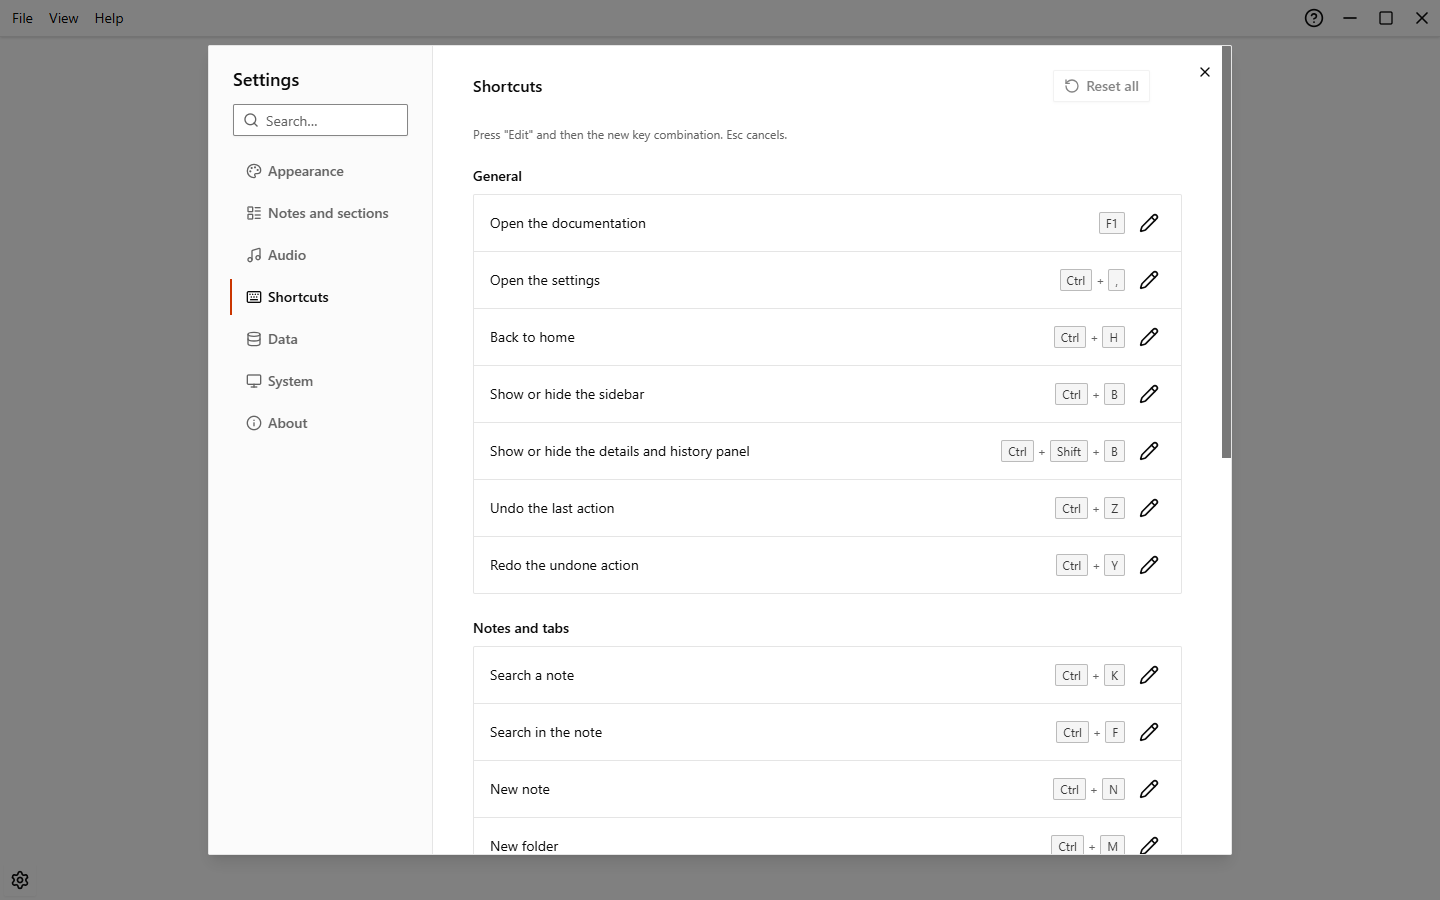 File View Help
Settings
Search...
Appearance
Notes and sections
Audio
Shortcuts
Data
System
About
Shortcuts
Reset all
Press "Edit" and then the new key combination. Esc cancels.
General
Open the documentation F1
Open the settings Ctrl + ,
Back to home Ctrl + H
Show or hide the sidebar Ctrl + B
Show or hide the details and history panel Ctrl + Shift + B
Undo the last action Ctrl + Z
Redo the undone action Ctrl + Y
Notes and tabs
Search a note Ctrl + K
Search in the note Ctrl + F
New note Ctrl + N
New folder Ctrl + M